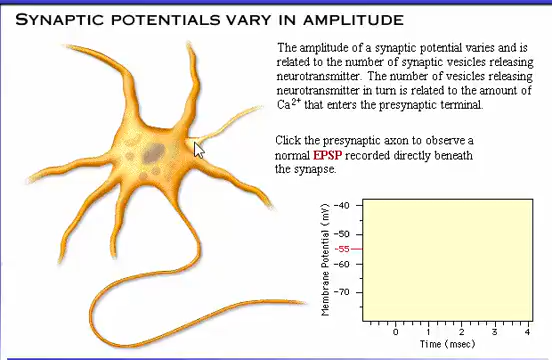 SYNAPTIC POTENTIALS VARY IN AMPLITUDE
The amplitude of a synaptic potential varies and is
related to the number of synaptic vesicles releasing
neurotransmitter. The number of vesicles releasing
neurotransmitter in turn is related to the amount of
Ca2+ that enters the presynaptic terminal.
Click the presynaptic axon to observe a
normal EPSP recorded directly beneath
the synapse.
Membrane Potential (mV)
-40
-50
-55
-60
-70
0 1 2 3 4
Time (msec)